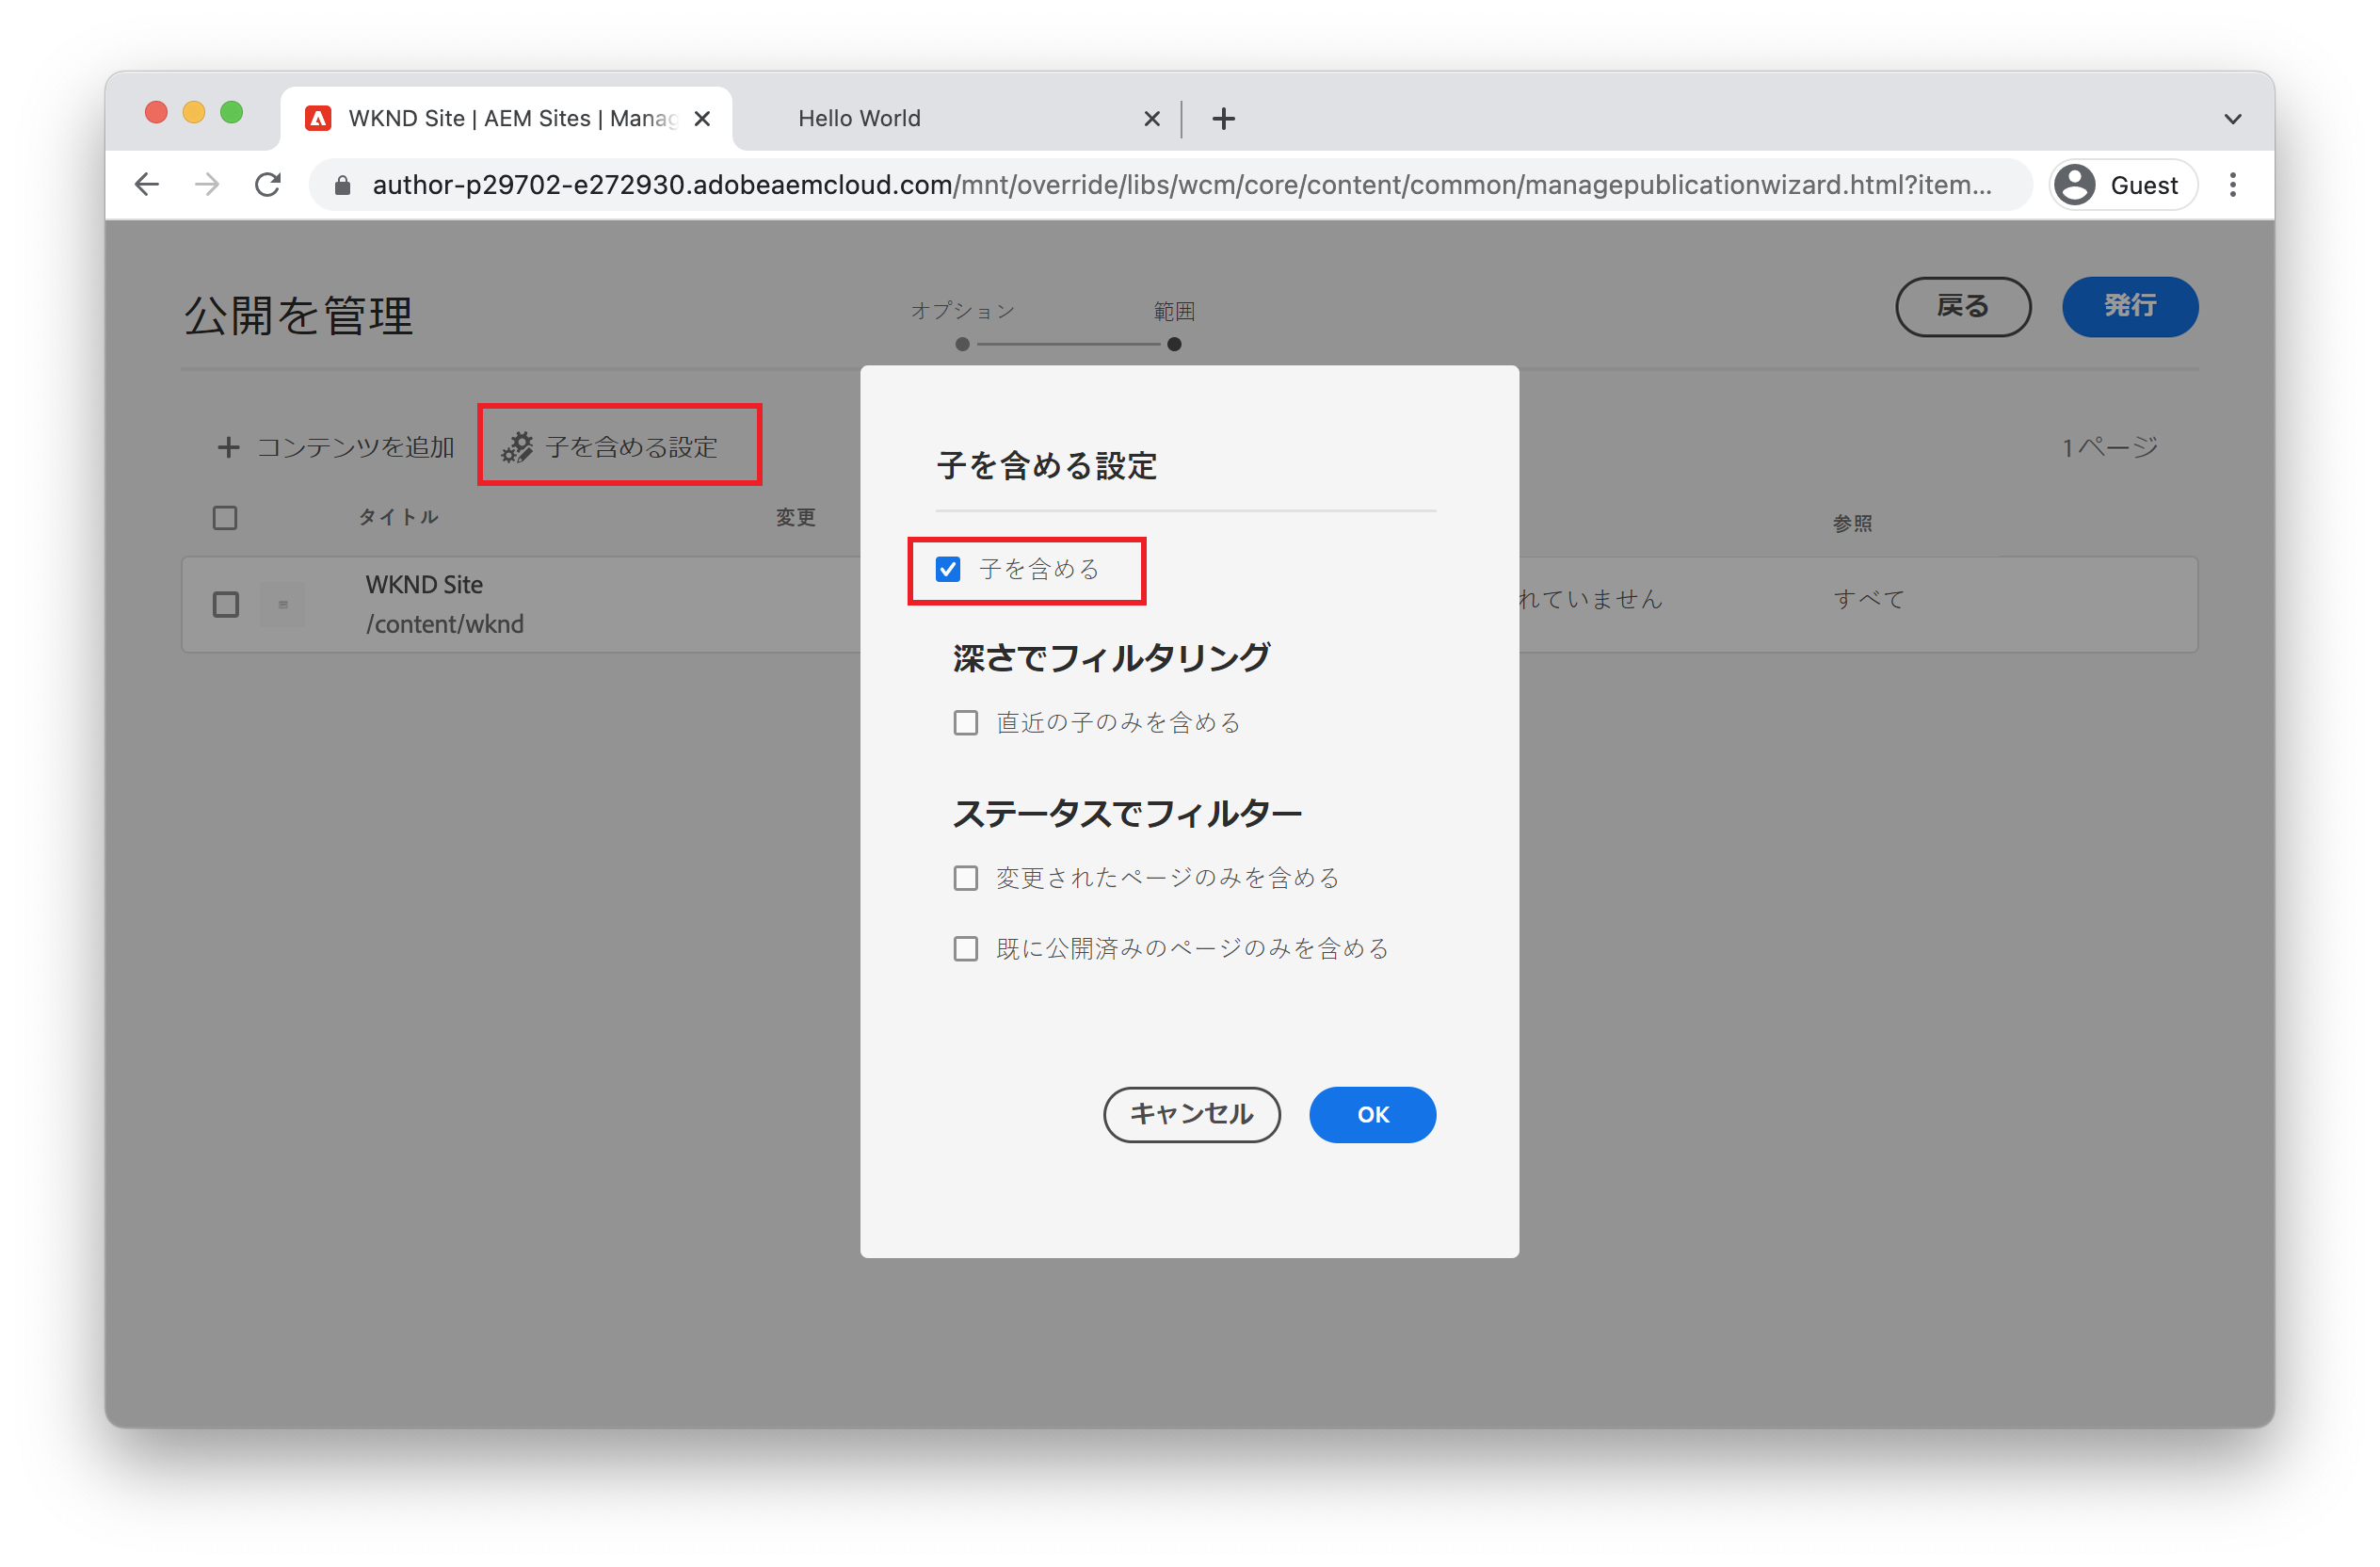 WKND Site | AEM Sites | Manag
Hello World
author-p29702-e272930.adobeaemcloud.com/mnt/override/libs/wcm/core/content/common/managepublicationwizard.html?item...
Guest
公開を管理
オプション
範囲
戻る
発行
コンテンツを追加
子を含める設定
1ページ
タイトル
変更
参照
WKND Site
/content/wknd
れていません
すべて
子を含める設定
子を含める
深さでフィルタリング
直近の子のみを含める
ステータスでフィルター
変更されたページのみを含める
既に公開済みのページのみを含める
キャンセル
OK